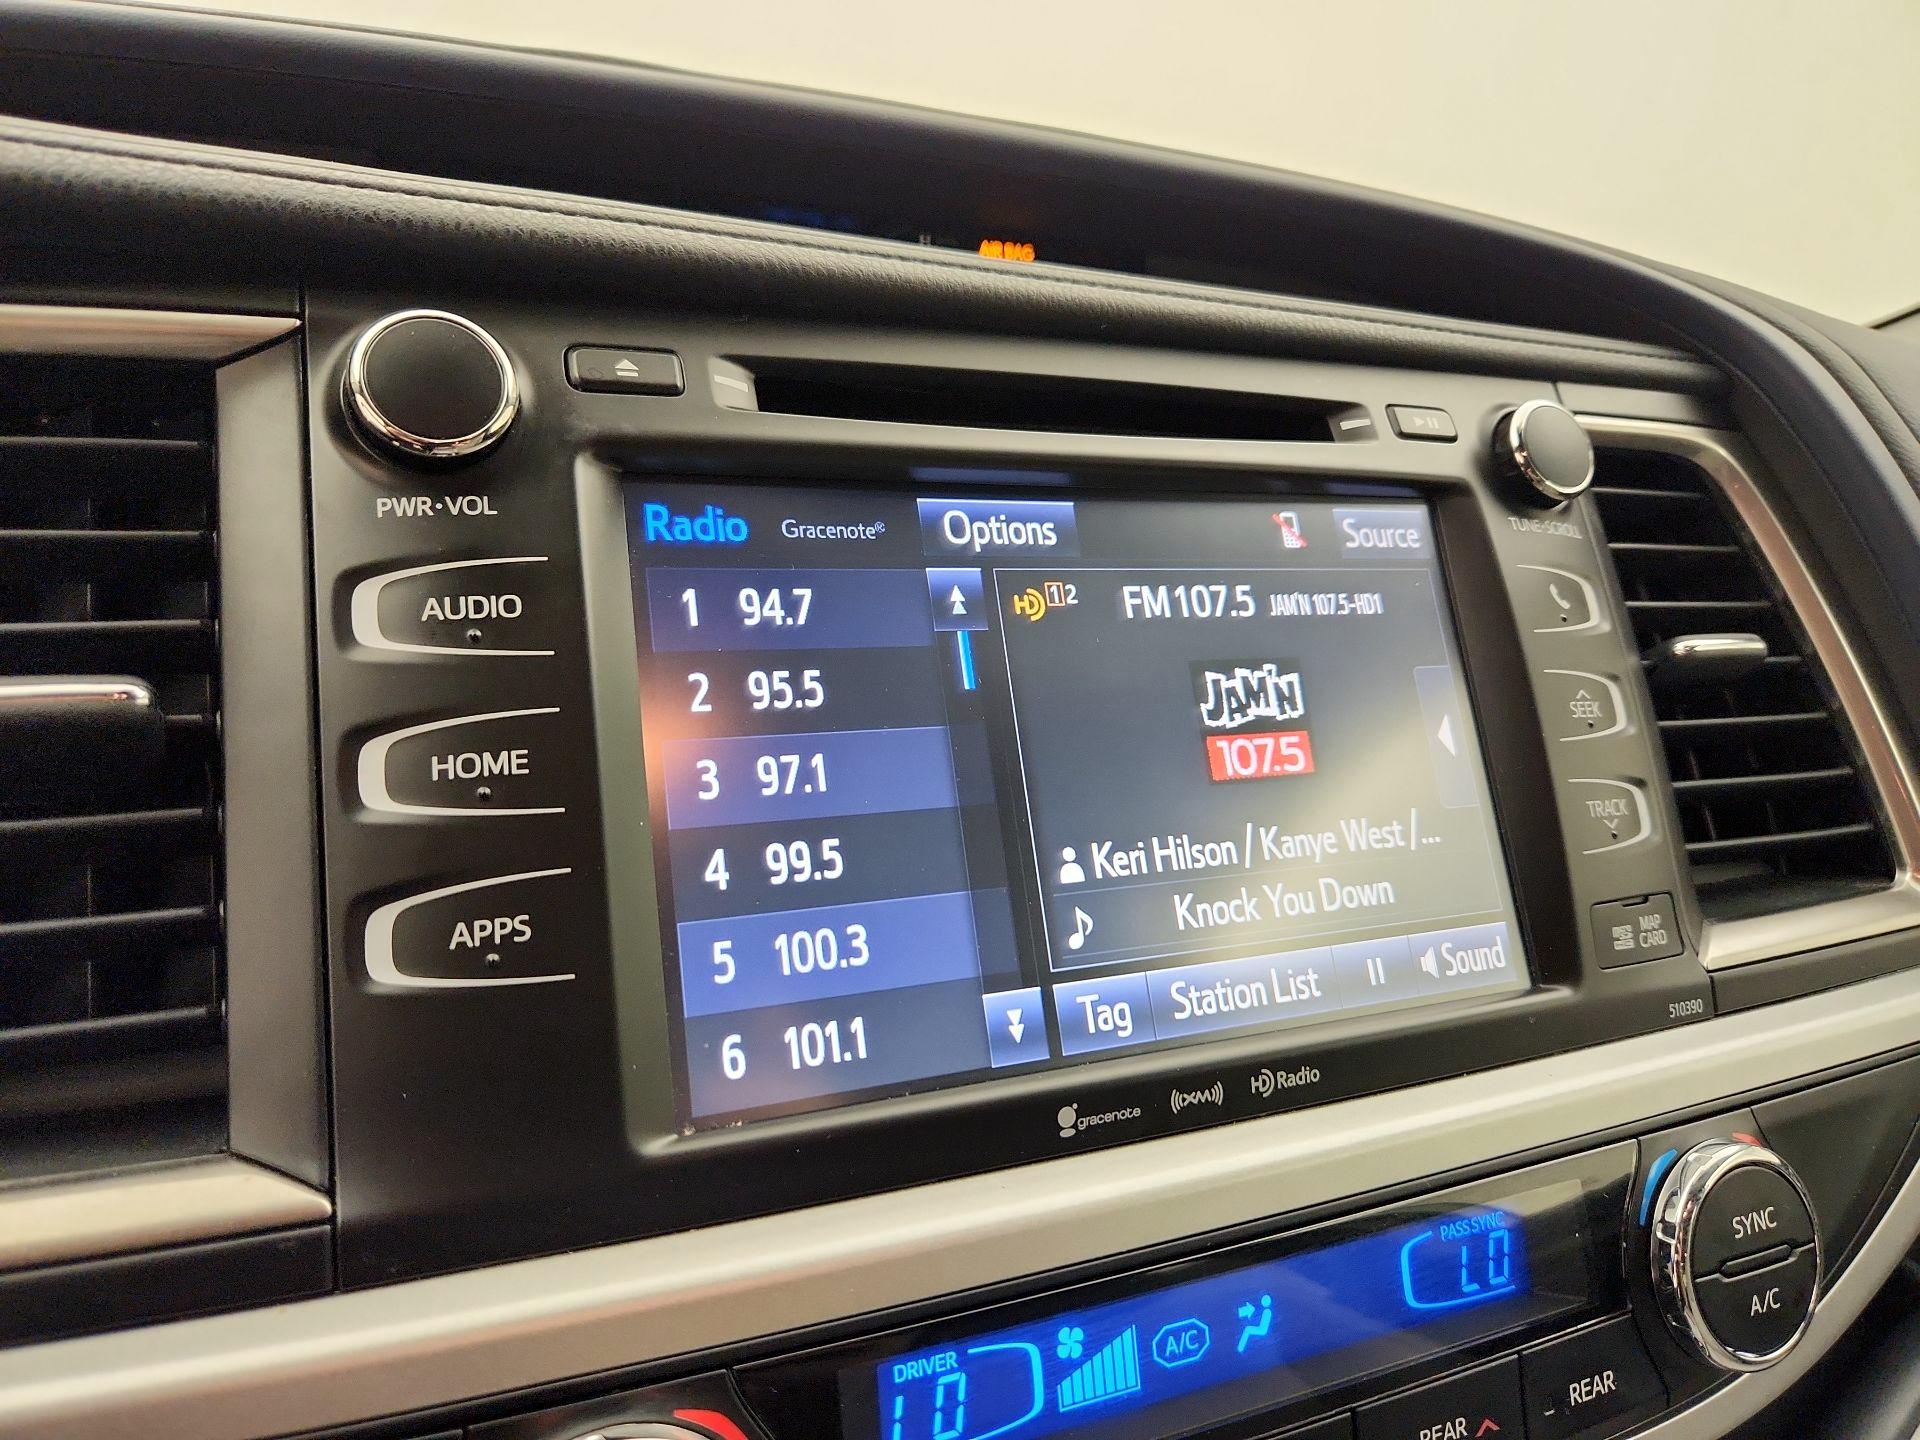 AIR BAG
PWR•VOL
TUNE•SCROLL
AUDIO
HOME
APPS
Radio Gracenote® Options Source
1 94.7
2 95.5
3 97.1
4 99.5
5 100.3
6 101.1
HD 1 2 FM 107.5 JAM'N 107.5-HD1
JAM'N
107.5
Keri Hilson / Kanye West /...
Knock You Down
Tag Station List Sound
SEEK
TRACK
MAP
CARD
510390
gracenote XM HD Radio
PASS SYNC
LO
DRIVER
LO
A/C
SYNC
A/C
REAR
REAR